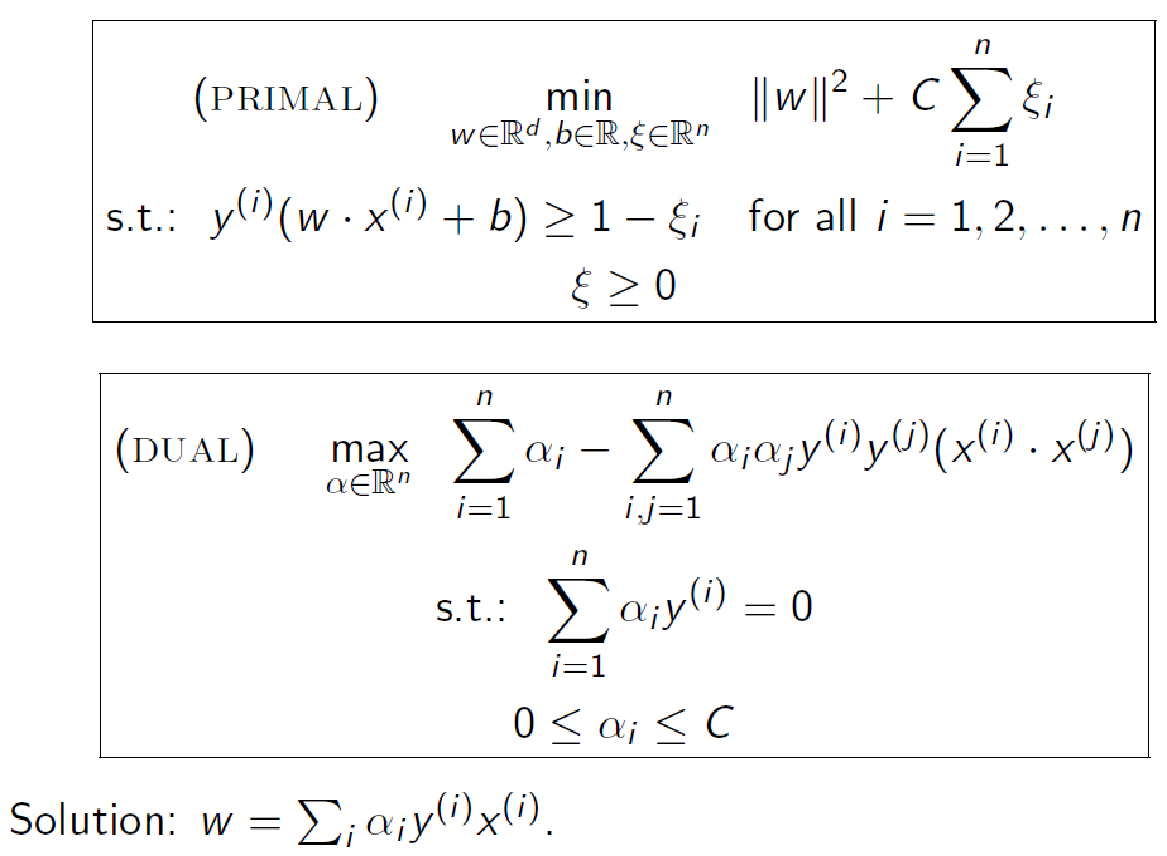 (PRIMAL) min_{w∈ℝ^d, b∈ℝ, ξ∈ℝ^n} ‖w‖² + C ∑_{i=1}^{n} ξ_i
s.t.: y^{(i)}(w · x^{(i)} + b) ≥ 1 − ξ_i for all i = 1, 2, . . . , n
ξ ≥ 0
(DUAL) max_{α∈ℝ^n} ∑_{i=1}^{n} α_i − ∑_{i,j=1}^{n} α_i α_j y^{(i)} y^{(j)} (x^{(i)} · x^{(j)})
s.t.: ∑_{i=1}^{n} α_i y^{(i)} = 0
0 ≤ α_i ≤ C
Solution: w = ∑_i α_i y^{(i)} x^{(i)}.